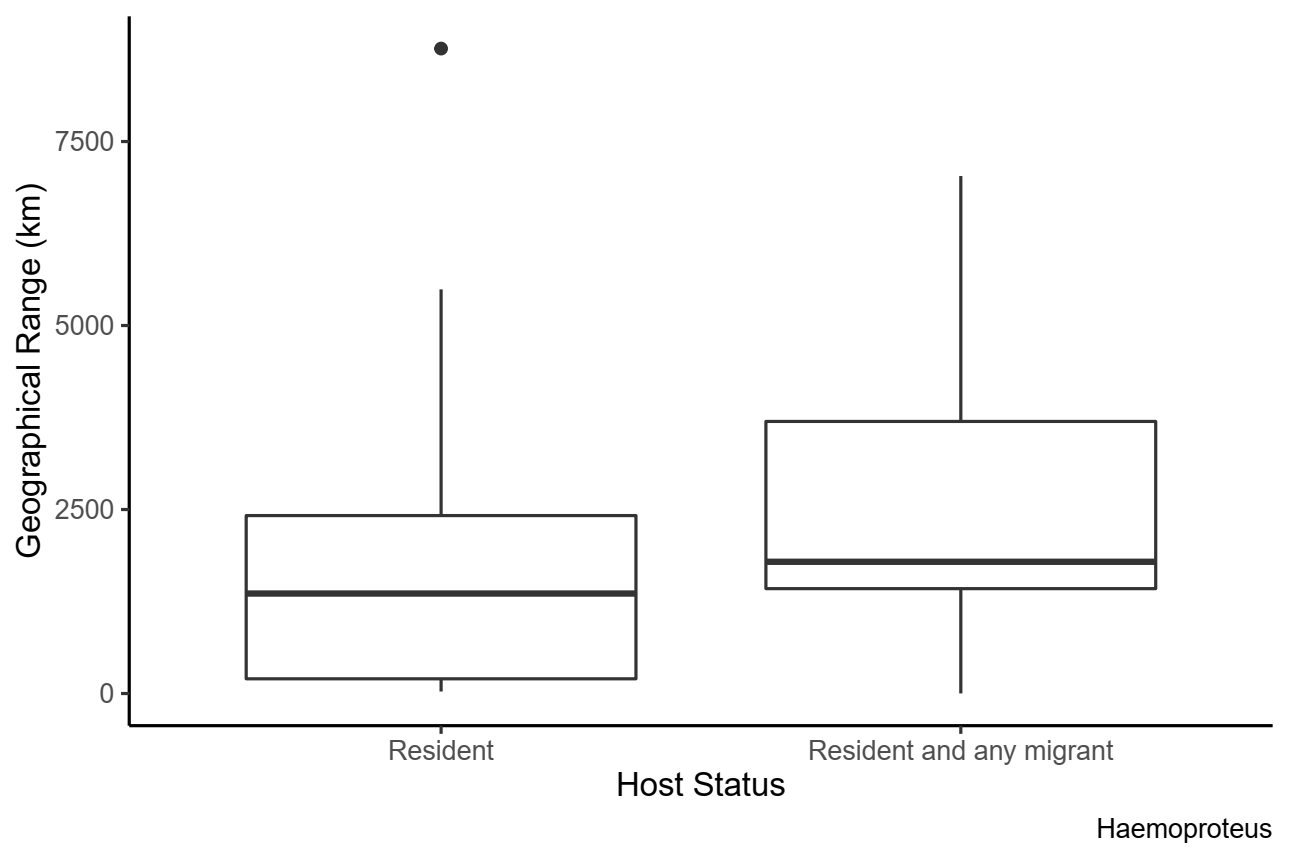 Geographical Range (km)
7500
5000
2500
0
Resident
Resident and any migrant
Host Status
Haemoproteus